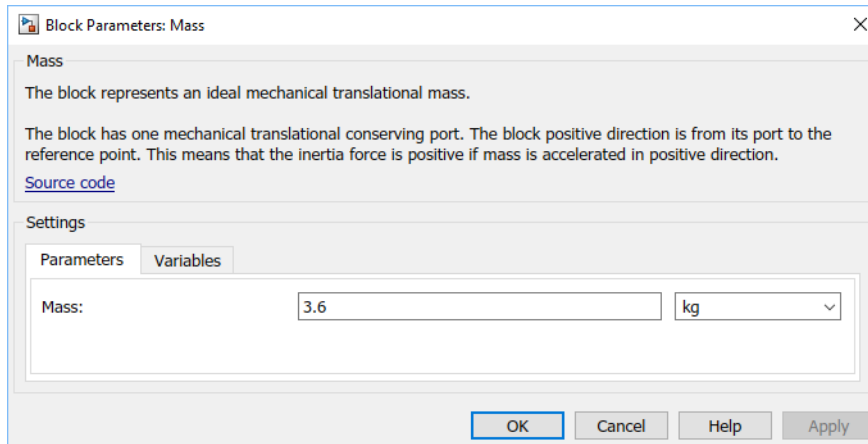 Block Parameters: Mass
Mass
The block represents an ideal mechanical translational mass.
The block has one mechanical translational conserving port. The block positive direction is from its port to the
reference point. This means that the inertia force is positive if mass is accelerated in positive direction.
Source code
Settings
Parameters Variables
Mass: 3.6 kg
OK Cancel Help Apply